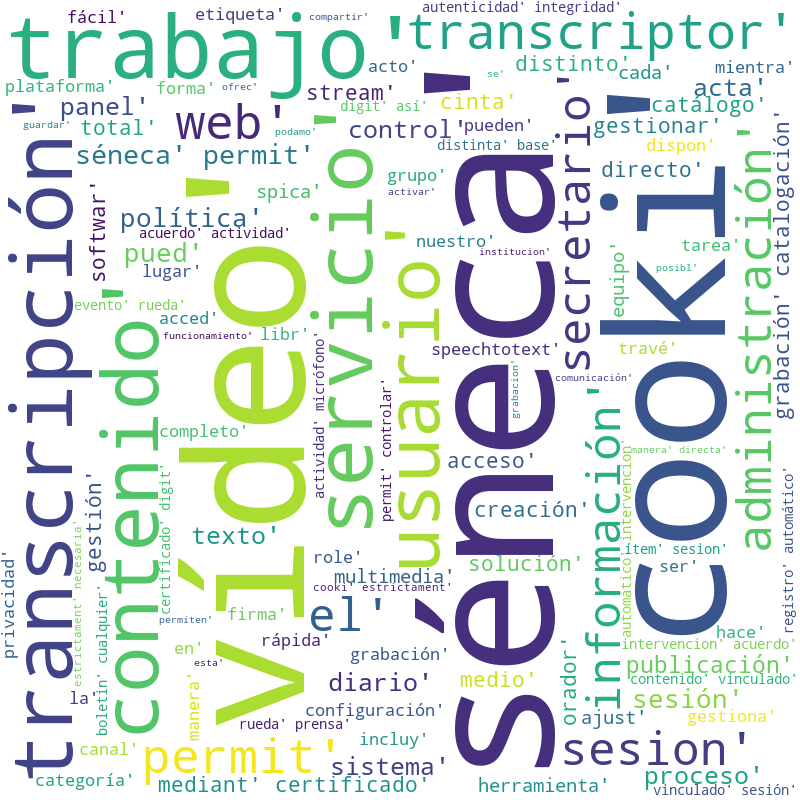 fácil'
etiqueta'
compartir'
autenticidad' integridad'
trabajo'
transcriptor'
plataforma'
forma'
ofrec'
acto'
se'
distinto'
cada'
mientra'
stream'
digit' asi'
cinta'
acta'
panel'
catálogo'
guardar'
total'
web'
podamo'
control'
pueden'
gestionar'
distinta' base'
dispon'
séneca'
permit'
directo'
grupo'
activar'
spica'
política'
softwar'
acuerdo' actividad'
nuestro'
tarea'
pued'
institucion'
lugar'
posibl'
evento' rueda'
acced'
libr'
funcionamiento'
speechtotext'
travé'
comunicación'
transcripción'
contenido'
vídeo'
servicio'
usuario'
séneca'
secretario'
cooki'
equipo'
administración'
grabación' catalogación'
actividad' micrófono'
permit' controlar'
grabacion'
completo'
manera' directa'
acceso'
gestión'
certificado' digit'
creación'
información'
automático' intervencion'
registro' automático'
texto'
role'
solución'
ítem' sesion'
multimedia'
cooki' estrictament'
ser'
privacidad'
estrictament' necesaria'
boletin' cualquier'
firma'
permiten'
el'
hace'
en'
rápida'
intervencion' acuerdo'
esta'
grabación'
publicación'
manera'
diario'
medio'
orador'
contenido' vinculado'
la'
configuración'
sesión'
rueda' prensa'
ajust'
gestiona'
canal'
permit'
incluy'
sesion'
sistema'
categoría'
mediant'
certificado'
herramienta'
proceso'
vinculado' sesión'